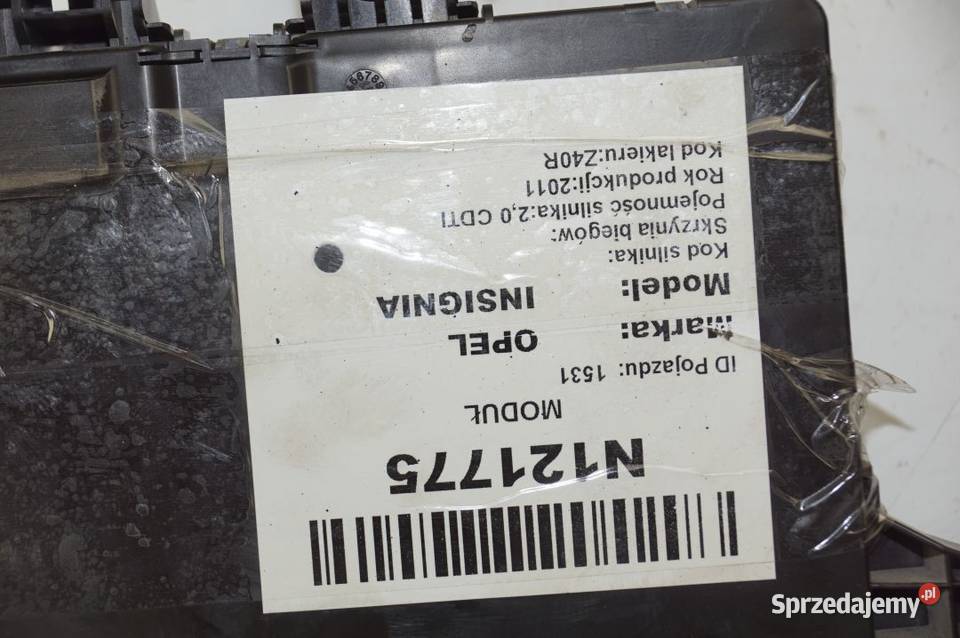 N121775
MODUŁ
ID Pojazdu: 1531
Marka: OPEL
Model: INSIGNIA
Kod silnika:
Skrzynia biegów:
Pojemność silnika:2,0 CDTI
Rok produkcji:2011
Kod lakieru:Z40R
Sprzedajemy.pl